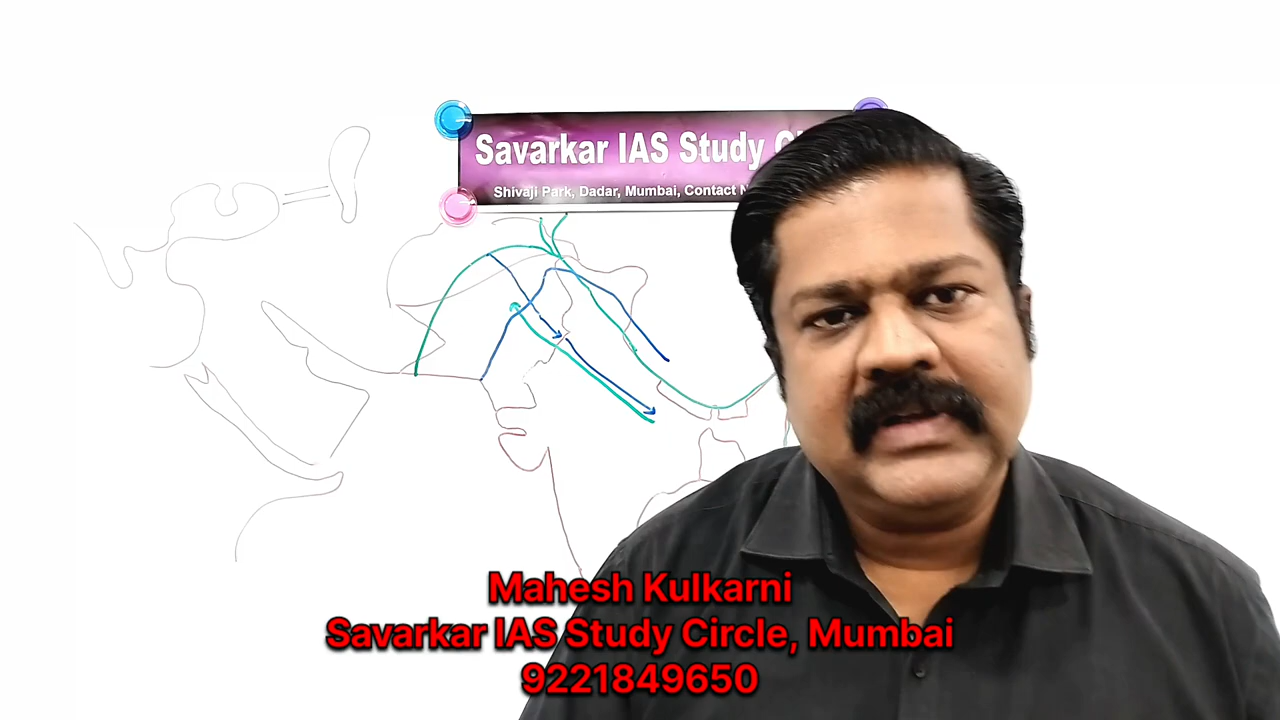 Savarkar IAS Study
Shivaji Park, Dadar, Mumbai, Contact
Mahesh Kulkarni
Savarkar IAS Study Circle, Mumbai
9221849650